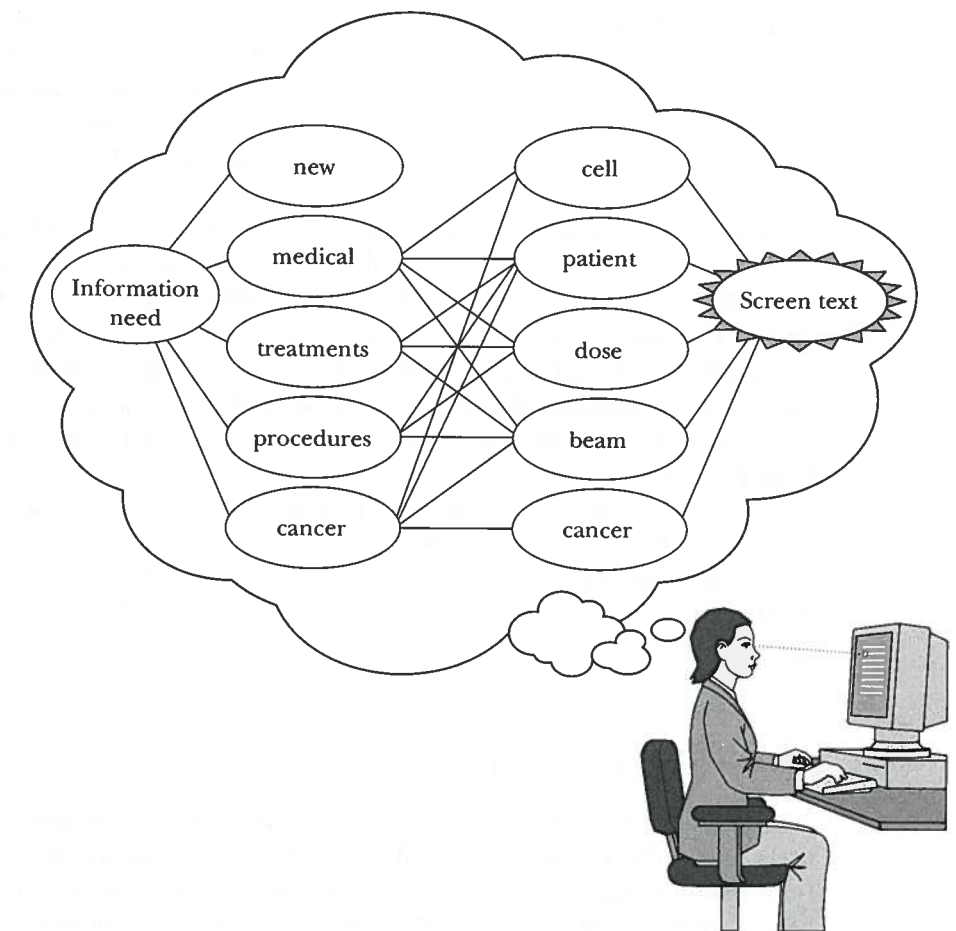 new
cell
medical
patient
Information
need
Screen text
treatments
dose
procedures
beam
cancer
cancer